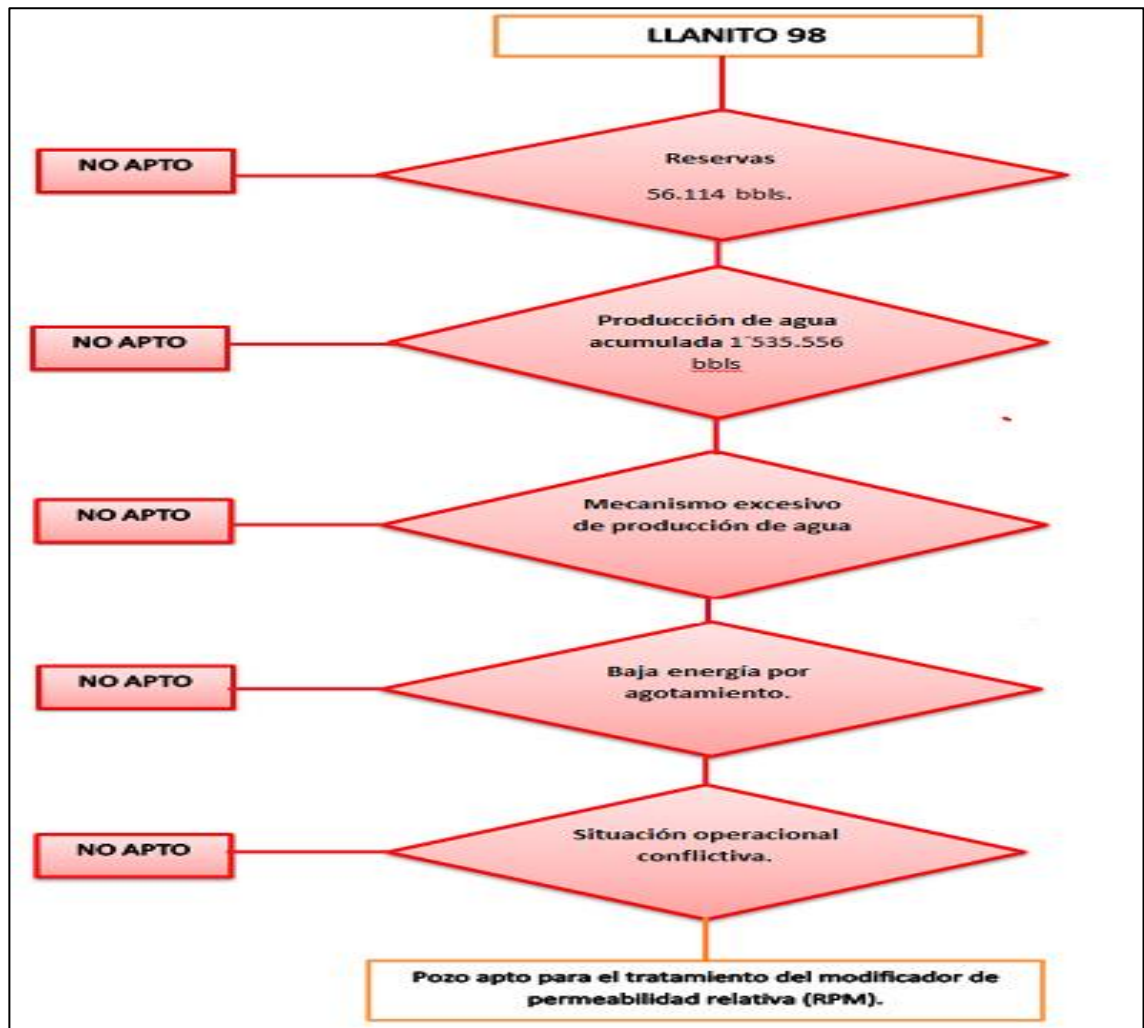 LLANITO 98
NO APTO
Reservas
56.114 bbls.
NO APTO
Producción de agua
acumulada 1´535.556
bbls
NO APTO
Mecanismo excesivo
de producción de agua
NO APTO
Baja energía por
agotamiento.
NO APTO
Situación operacional
conflictiva.
Pozo apto para el tratamiento del modificador de
permeabilidad relativa (RPM).